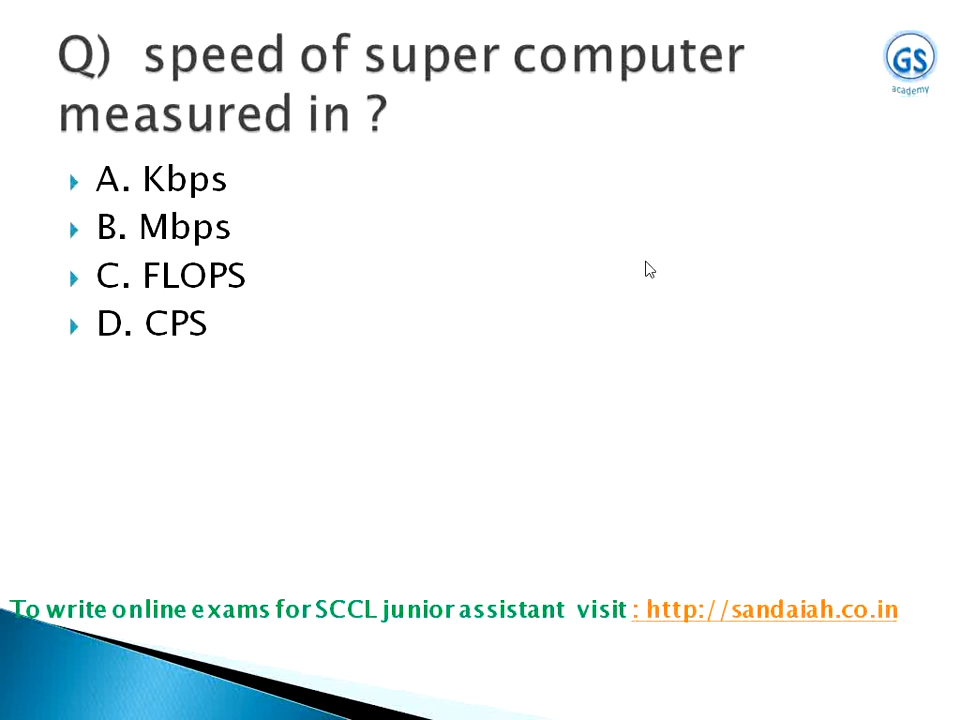 Q) speed of super computer
measured in ?
GS
academy
A. Kbps
B. Mbps
C. FLOPS
D. CPS
To write online exams for SCCL junior assistant visit : http://sandaiah.co.in